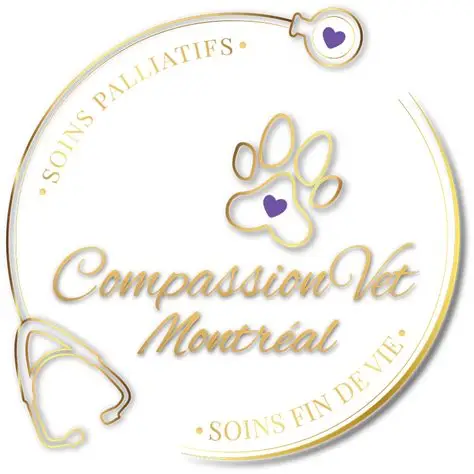 • SOINS PALLIATIFS •
CompassionVet
Montréal
• SOINS FIN DE VIE •